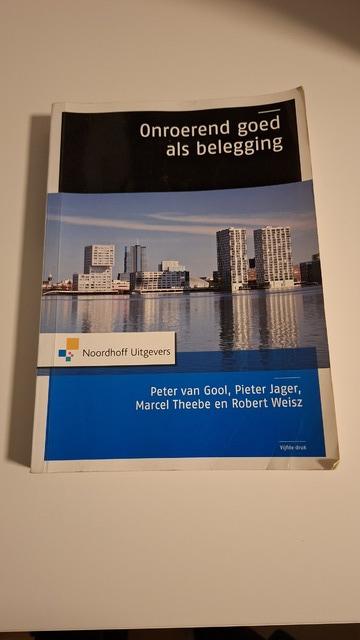 Onroerend goed
als belegging
Noordhoff Uitgevers
Peter van Gool, Pieter Jager,
Marcel Theebe en Robert Weisz
Vijfde druk